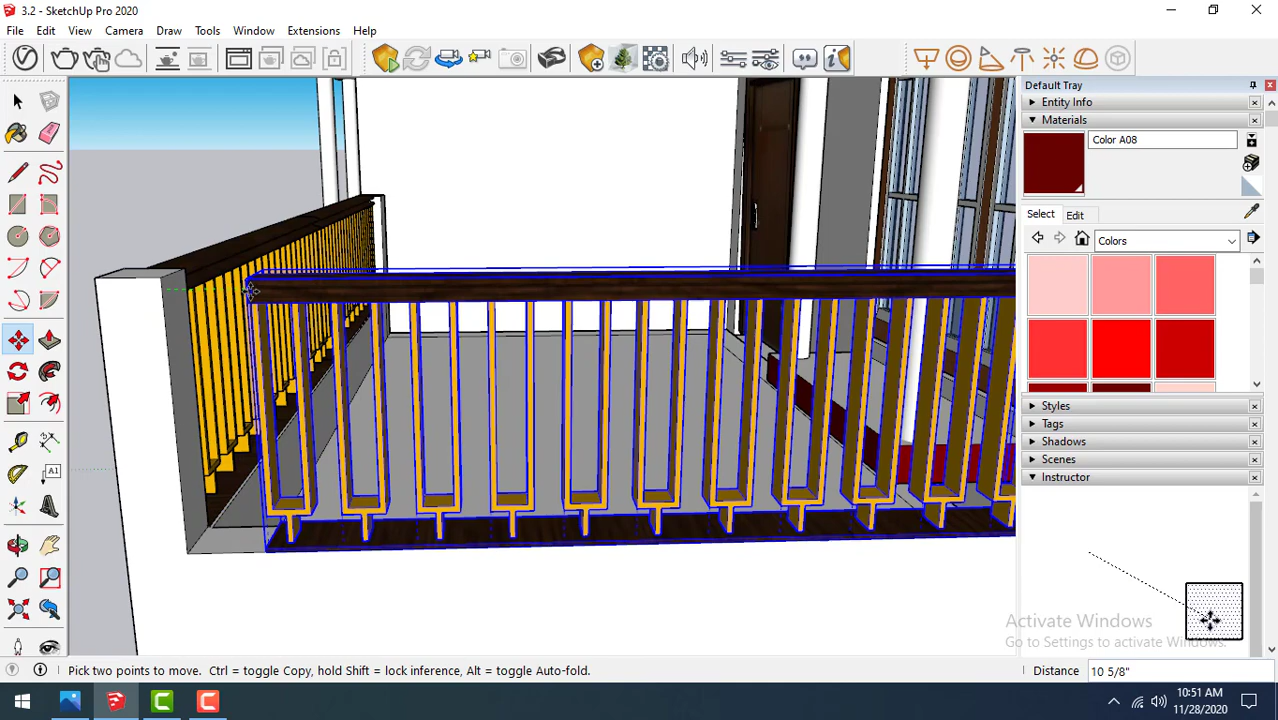 3.2 - SketchUp Pro 2020
File Edit View Camera Draw Tools Window Extensions Help
Default Tray
Entity Info
Materials
Color A08
Select Edit
Colors
AI
Styles
Tags
Shadows
Scenes
Instructor
Activate Windows
Go to Settings to activate Windows.
Pick two points to move. Ctrl = toggle Copy, hold Shift = lock inference, Alt = toggle Auto-fold.
Distance 10 5/8"
10:51 AM
11/28/2020